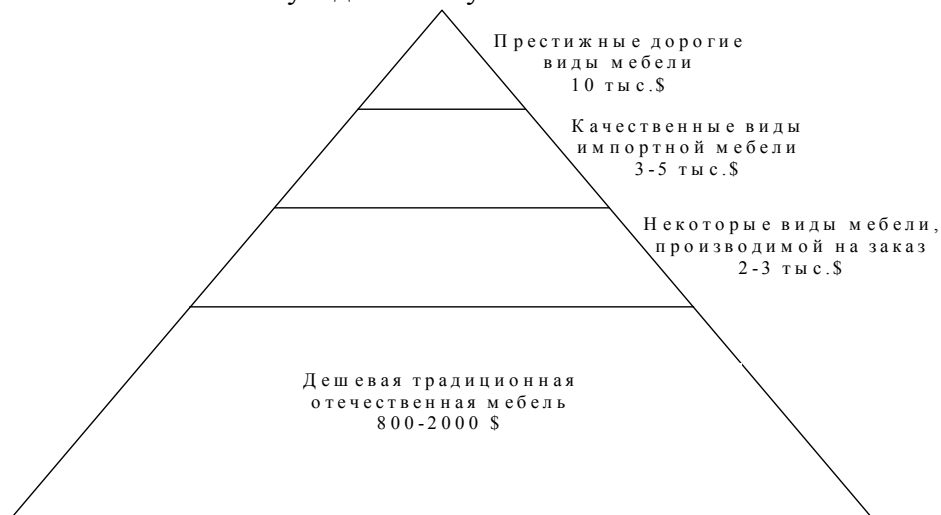 Престижные дорогие
виды мебели
10 тыс.$
Качественные виды
импортной мебели
3-5 тыс.$
Некоторые виды мебели,
производимой на заказ
2-3 тыс.$
Дешевая традиционная
отечественная мебель
800-2000 $